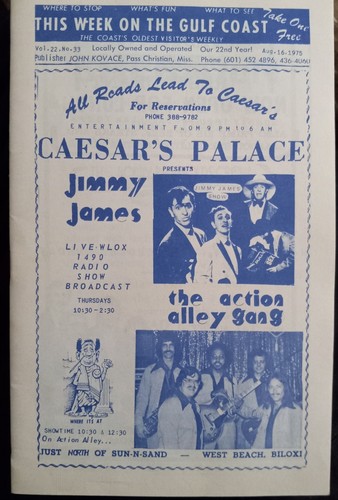 WHERE TO STOP WHAT'S FUN WHAT TO SEE
THIS WEEK ON THE GULF COAST
Take One Free
THE COAST'S OLDEST VISITOR'S WEEKLY
Vol.22,No.33 Locally Owned and Operated Our 22nd Year! Aug.16-1975
Publisher JOHN KOVACE, Pass Christian, Miss. Phone (601) 452 4896, 436-4060
All Roads Lead To Caesar's
For Reservations
PHONE 388-9782
ENTERTAINMENT FROM 9 PM TO 6 AM
CAESAR'S PALACE
PRESENTS
Jimmy
James
JIMMY JAMES
SHOW
LIVE-WLOX
1490
RADIO
SHOW
BROADCAST
THURSDAYS
10:30-2:30
the action
alley gang
WHERE ITS AT
SHOWTIME 10:30 & 12:30
On Action Alley...
JUST NORTH OF SUN-N-SAND — WEST BEACH, BILOXI